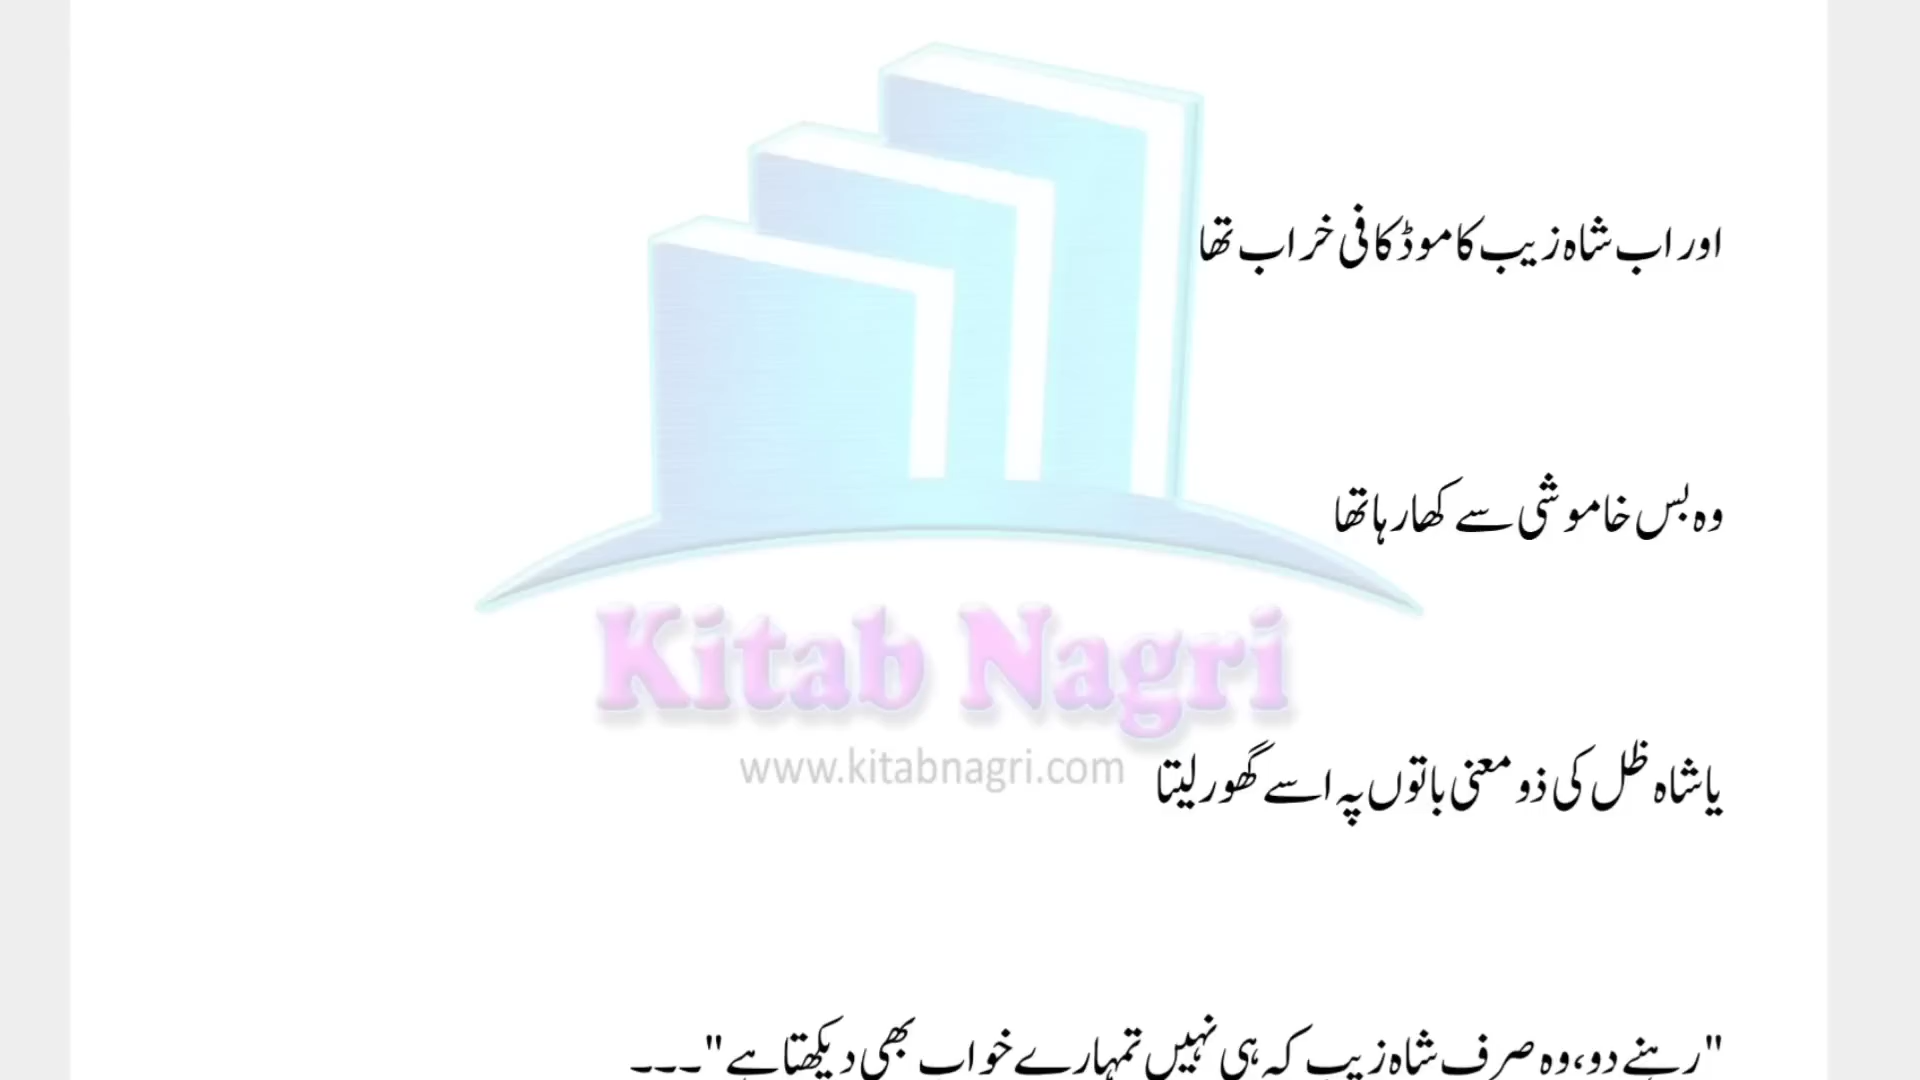 اور اب شاہ زیب کا موڈ کافی خراب تھا
وہ بس خاموشی سے کھا رہا تھا
Kitab Nagri
www.kitabnagri.com
یا شاہ ظل کی ذو معنی باتوں پہ اسے گھور لیتا
"رہنے دو، وہ صرف شاہ زیب کہ ہی نہیں تمہارے خواب بھی دیکھتا ہے"۔۔۔